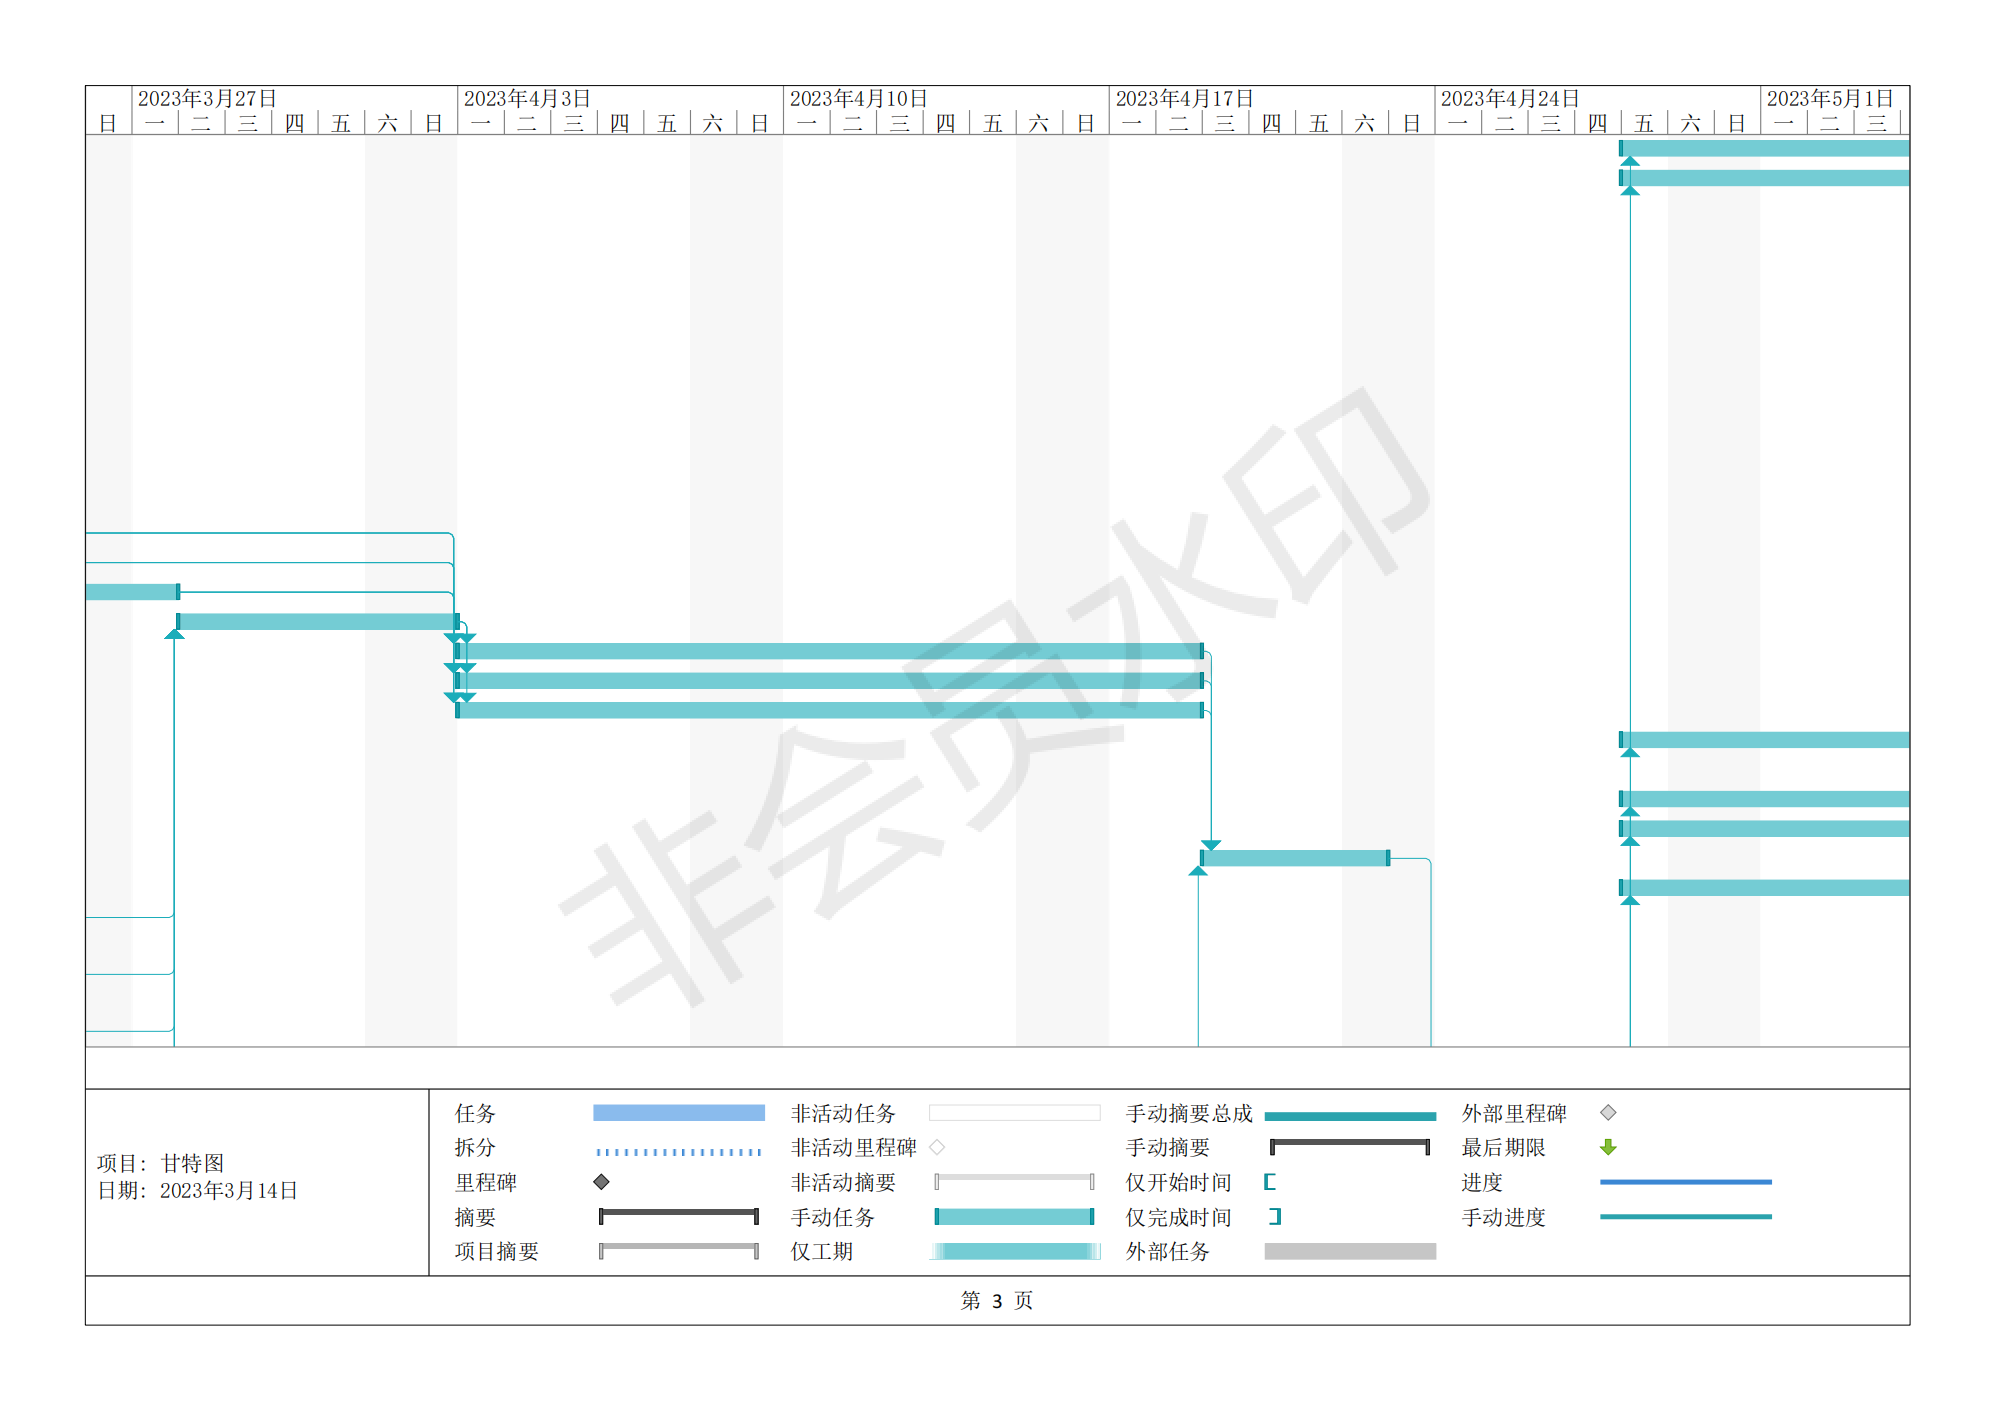 2023年3月27日 2023年4月3日 2023年4月10日 2023年4月17日 2023年4月24日 2023年5月1日
日 一 二 三 四 五 六 日 一 二 三 四 五 六 日 一 二 三 四 五 六 日 一 二 三 四 五 六 日 一 二 三 四 五 六 日 一 二 三
非会员水印
项目: 甘特图
日期: 2023年3月14日
任务 非活动任务 手动摘要总成 外部里程碑
拆分 非活动里程碑 手动摘要 最后期限
里程碑 非活动摘要 仅开始时间 进度
摘要 手动任务 仅完成时间 手动进度
项目摘要 仅工期 外部任务
第 3 页